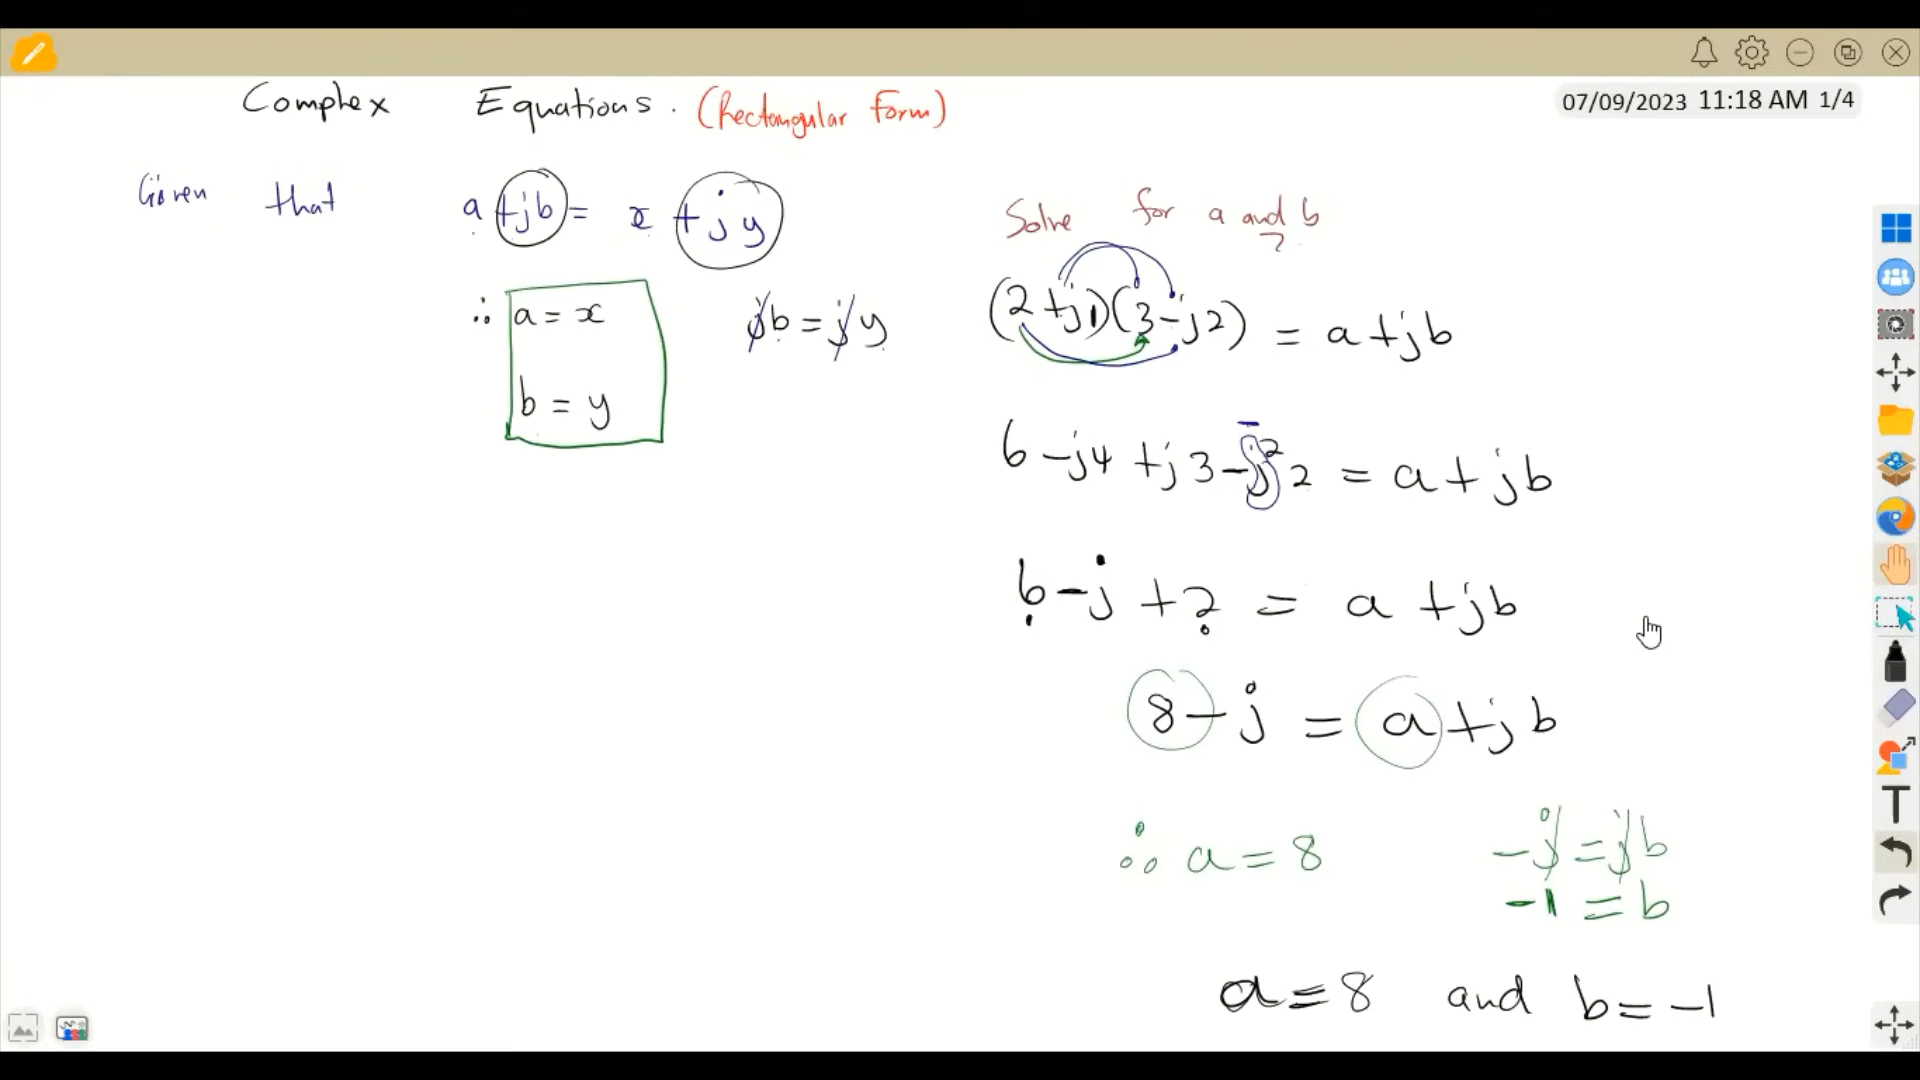 Complex Equations. (Rectangular form)
07/09/2023 11:18 AM 1/4
Given that a + jb = x + jy
∴ a = x
jb = jy
b = y
Solve for a and b ?
(2 + j1)(3 - j2) = a + jb
6 - j4 + j3 - j²2 = a + jb
6 - j + 2 = a + jb
8 - j = a + jb
∴ a = 8
-j = jb
-1 = b
a = 8 and b = -1